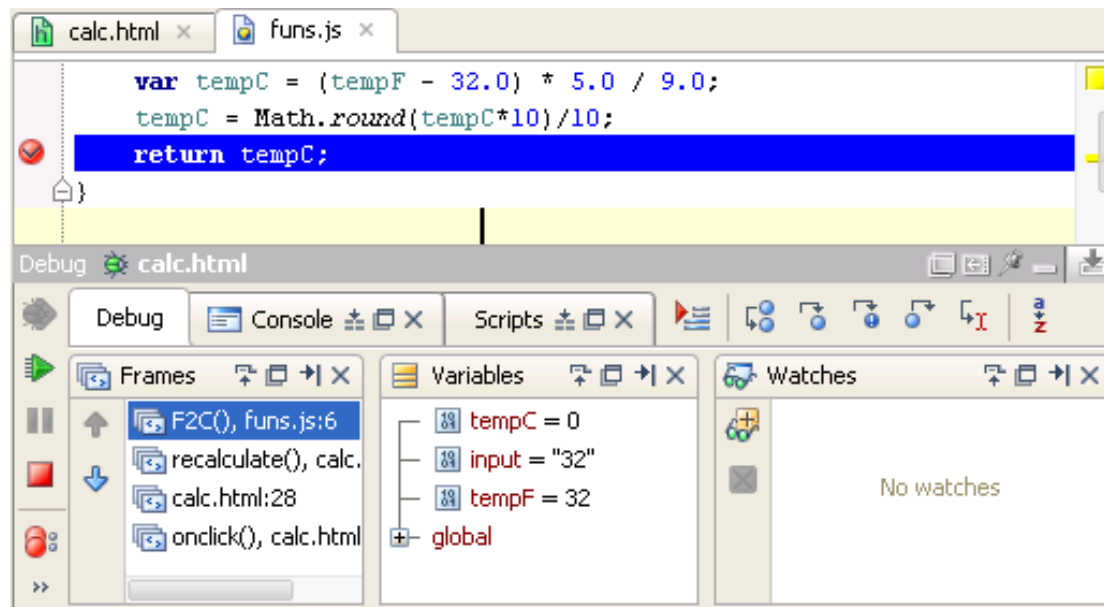 calc.html funs.js
var tempC = (tempF - 32.0) * 5.0 / 9.0;
tempC = Math.round(tempC*10)/10;
return tempC;
}
Debug calc.html
Debug Console Scripts
Frames Variables Watches
F2C(), funs.js:6 tempC = 0
recalculate(), calc. input = "32"
calc.html:28 tempF = 32 No watches
onclick(), calc.html global